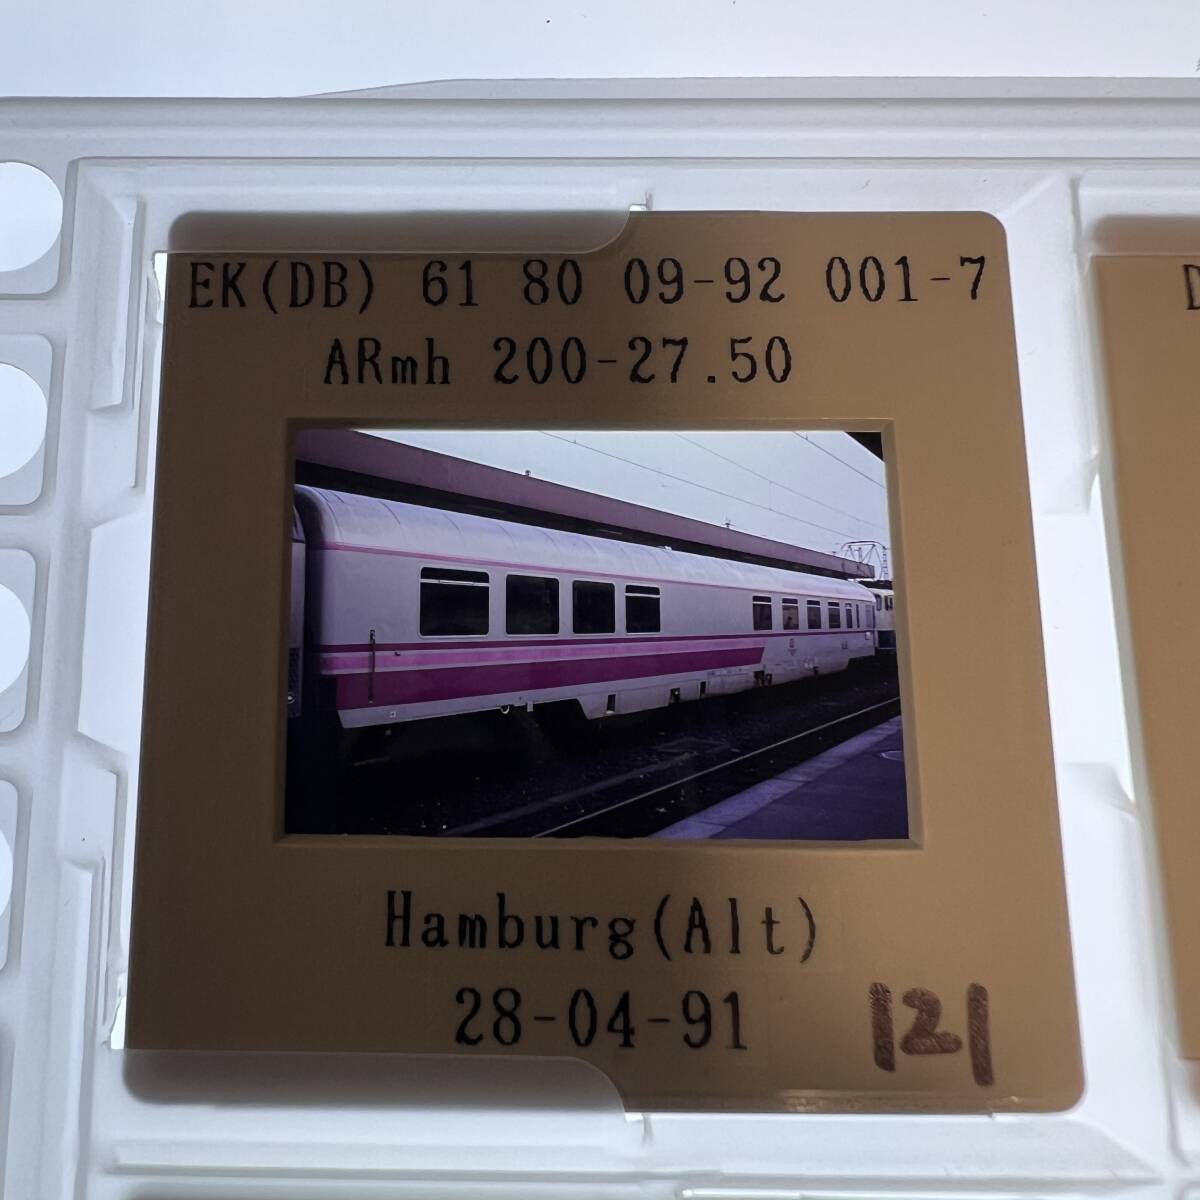 EK(DB) 61 80 09-92 001-7
ARmh 200-27.50
Hamburg(Alt)
28-04-91
121
D